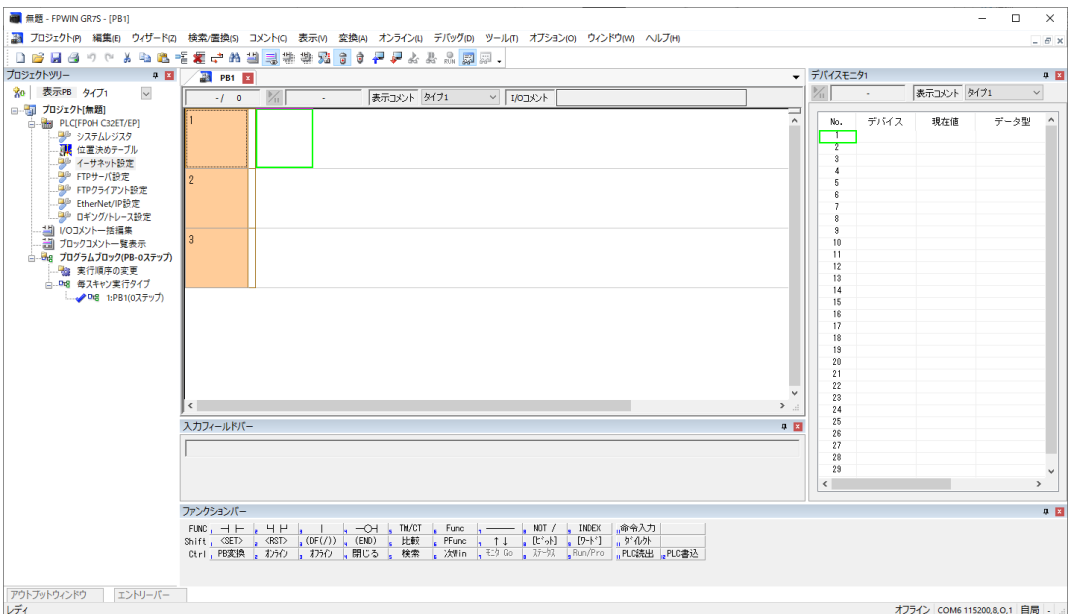 無題 - FPWIN GR7S - [PB1]
プロジェクト(P) 編集(E) ウィザード(Z) 検索/置換(S) コメント(C) 表示(V) 変換(A) オンライン(L) デバッグ(D) ツール(T) オプション(O) ウィンドウ(W) ヘルプ(H)
プロジェクトツリー
表示PB タイプ1
プロジェクト[無題]
PLC[FP0H C32ET/EP]
システムレジスタ
位置決めテーブル
イーサネット設定
FTPサーバ設定
FTPクライアント設定
EtherNet/IP設定
ロギング/トレース設定
I/Oコメント一括編集
ブロックコメント一覧表示
プログラムブロック(PB-0ステップ)
実行順序の変更
毎スキャン実行タイプ
1:PB1(0ステップ)
PB1
-/ 0 - 表示コメント タイプ1 I/Oコメント
1
2
3
入力フィールドバー
デバイスモニタ1
- 表示コメント タイプ1
No. デバイス 現在値 データ型
1
2
3
4
5
6
7
8
9
10
11
12
13
14
15
16
17
18
19
20
21
22
23
24
25
26
27
28
29
ファンクションバー
FUNC TM/CT Func NOT / INDEX 命令入力
Shift <SET> <RST> (DF(/)) (END) 比較 PFunc ↑↓ [ビット] [ワード] ダイレクト
Ctrl PB変換 オンライン オフライン 閉じる 検索 次Win モニタ Go ステータス Run/Pro PLC読出 PLC書込
アウトプットウィンドウ エントリーバー
レディ オフライン COM6 115200,8,O,1 自局 -